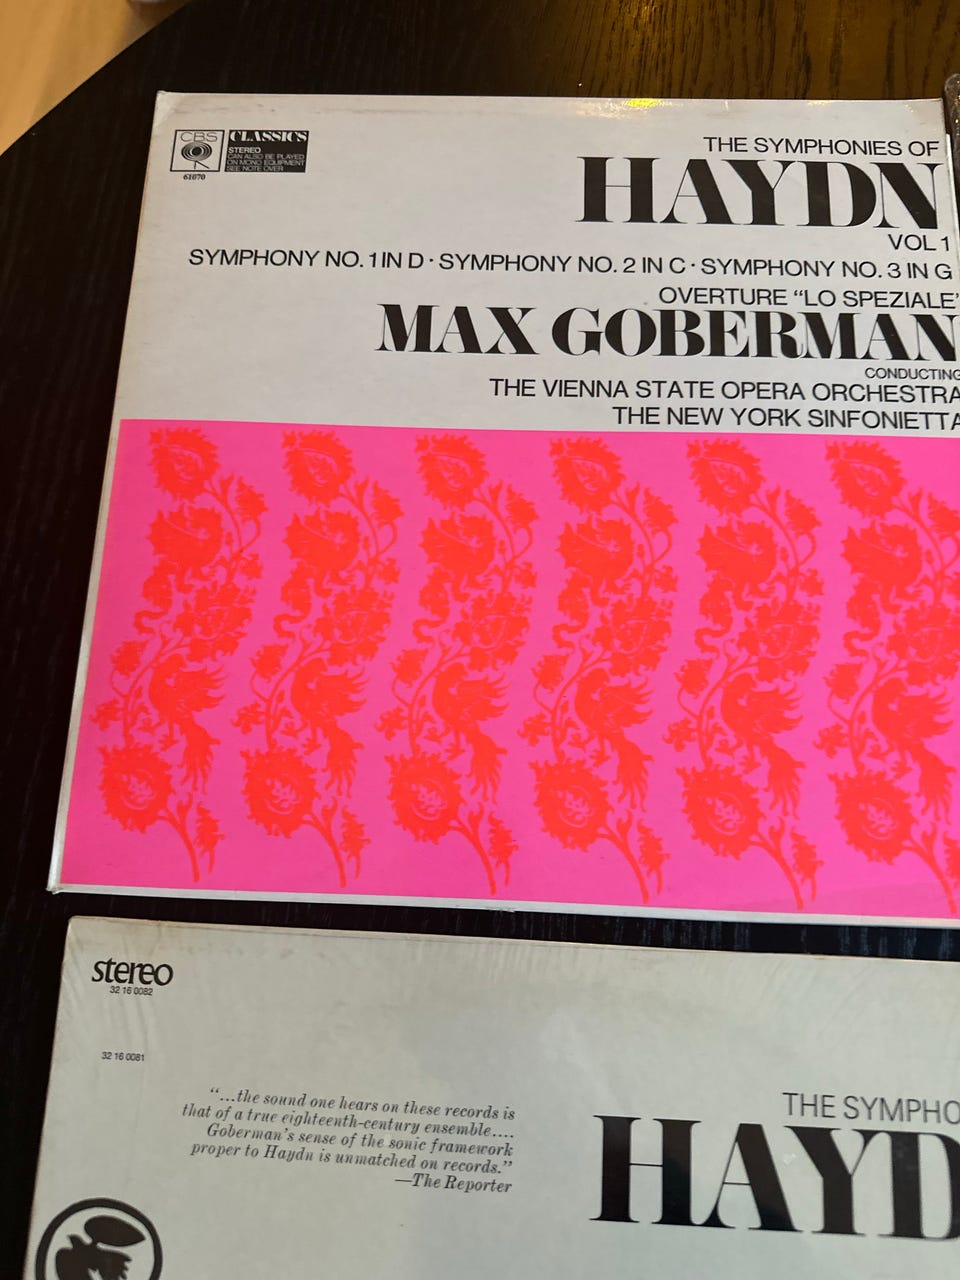 CBS
CLASSICS
STEREO
CAN ALSO BE PLAYED
ON MONO EQUIPMENT
SEE NOTE OVER
61070
THE SYMPHONIES OF
HAYDN
VOL 1
SYMPHONY NO. 1 IN D · SYMPHONY NO. 2 IN C · SYMPHONY NO. 3 IN G
OVERTURE “LO SPEZIALE”
MAX GOBERMAN
CONDUCTING
THE VIENNA STATE OPERA ORCHESTRA
THE NEW YORK SINFONIETTA
stereo
32 16 0082
32 16 0081
“...the sound one hears on these records is
that of a true eighteenth-century ensemble....
Goberman’s sense of the sonic framework
proper to Haydn is unmatched on records.”
—The Reporter
THE SYMPHO
HAYD